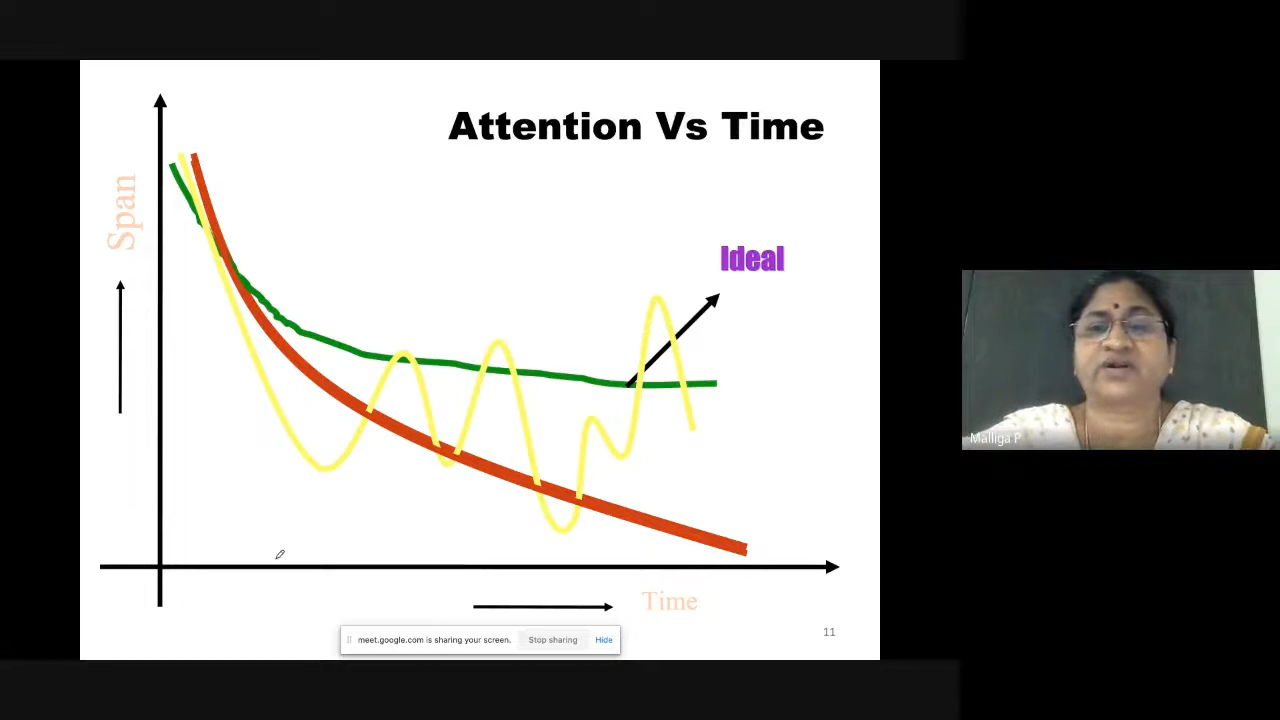 Attention Vs Time
Span
Ideal
Malliga P
Time
11
meet.google.com is sharing your screen. Stop sharing Hide